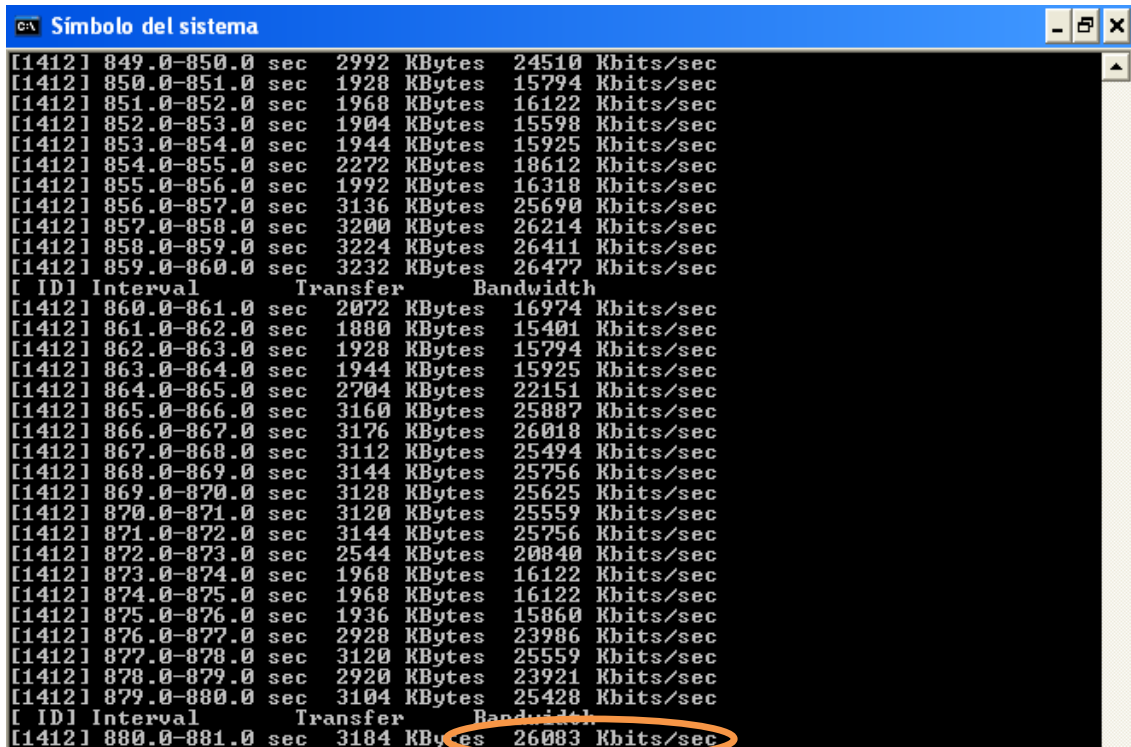 Símbolo del sistema
[1412] 849.0-850.0 sec 2992 KBytes 24510 Kbits/sec
[1412] 850.0-851.0 sec 1928 KBytes 15794 Kbits/sec
[1412] 851.0-852.0 sec 1968 KBytes 16122 Kbits/sec
[1412] 852.0-853.0 sec 1904 KBytes 15598 Kbits/sec
[1412] 853.0-854.0 sec 1944 KBytes 15925 Kbits/sec
[1412] 854.0-855.0 sec 2272 KBytes 18612 Kbits/sec
[1412] 855.0-856.0 sec 1992 KBytes 16318 Kbits/sec
[1412] 856.0-857.0 sec 3136 KBytes 25690 Kbits/sec
[1412] 857.0-858.0 sec 3200 KBytes 26214 Kbits/sec
[1412] 858.0-859.0 sec 3224 KBytes 26411 Kbits/sec
[1412] 859.0-860.0 sec 3232 KBytes 26477 Kbits/sec
[ ID] Interval Transfer Bandwidth
[1412] 860.0-861.0 sec 2072 KBytes 16974 Kbits/sec
[1412] 861.0-862.0 sec 1880 KBytes 15401 Kbits/sec
[1412] 862.0-863.0 sec 1928 KBytes 15794 Kbits/sec
[1412] 863.0-864.0 sec 1944 KBytes 15925 Kbits/sec
[1412] 864.0-865.0 sec 2704 KBytes 22151 Kbits/sec
[1412] 865.0-866.0 sec 3160 KBytes 25887 Kbits/sec
[1412] 866.0-867.0 sec 3176 KBytes 26018 Kbits/sec
[1412] 867.0-868.0 sec 3112 KBytes 25494 Kbits/sec
[1412] 868.0-869.0 sec 3144 KBytes 25756 Kbits/sec
[1412] 869.0-870.0 sec 3128 KBytes 25625 Kbits/sec
[1412] 870.0-871.0 sec 3120 KBytes 25559 Kbits/sec
[1412] 871.0-872.0 sec 3144 KBytes 25756 Kbits/sec
[1412] 872.0-873.0 sec 2544 KBytes 20840 Kbits/sec
[1412] 873.0-874.0 sec 1968 KBytes 16122 Kbits/sec
[1412] 874.0-875.0 sec 1968 KBytes 16122 Kbits/sec
[1412] 875.0-876.0 sec 1936 KBytes 15860 Kbits/sec
[1412] 876.0-877.0 sec 2928 KBytes 23986 Kbits/sec
[1412] 877.0-878.0 sec 3120 KBytes 25559 Kbits/sec
[1412] 878.0-879.0 sec 2920 KBytes 23921 Kbits/sec
[1412] 879.0-880.0 sec 3104 KBytes 25428 Kbits/sec
[ ID] Interval Transfer Bandwidth
[1412] 880.0-881.0 sec 3184 KBytes 26083 Kbits/sec